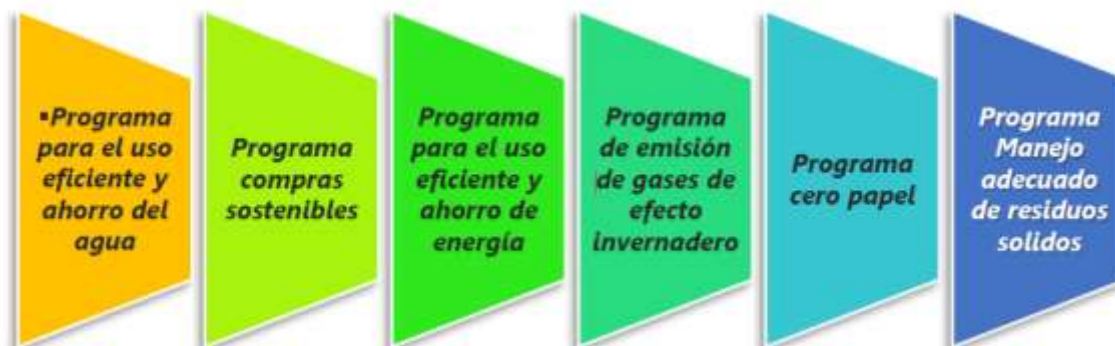 ▪Programa
para el uso
eficiente y
ahorro del
agua
Programa
compras
sostenibles
Programa
para el uso
eficiente y
ahorro de
energía
Programa
de emisión
de gases de
efecto
invernadero
Programa
cero papel
Programa
Manejo
adecuado
de residuos
solidos